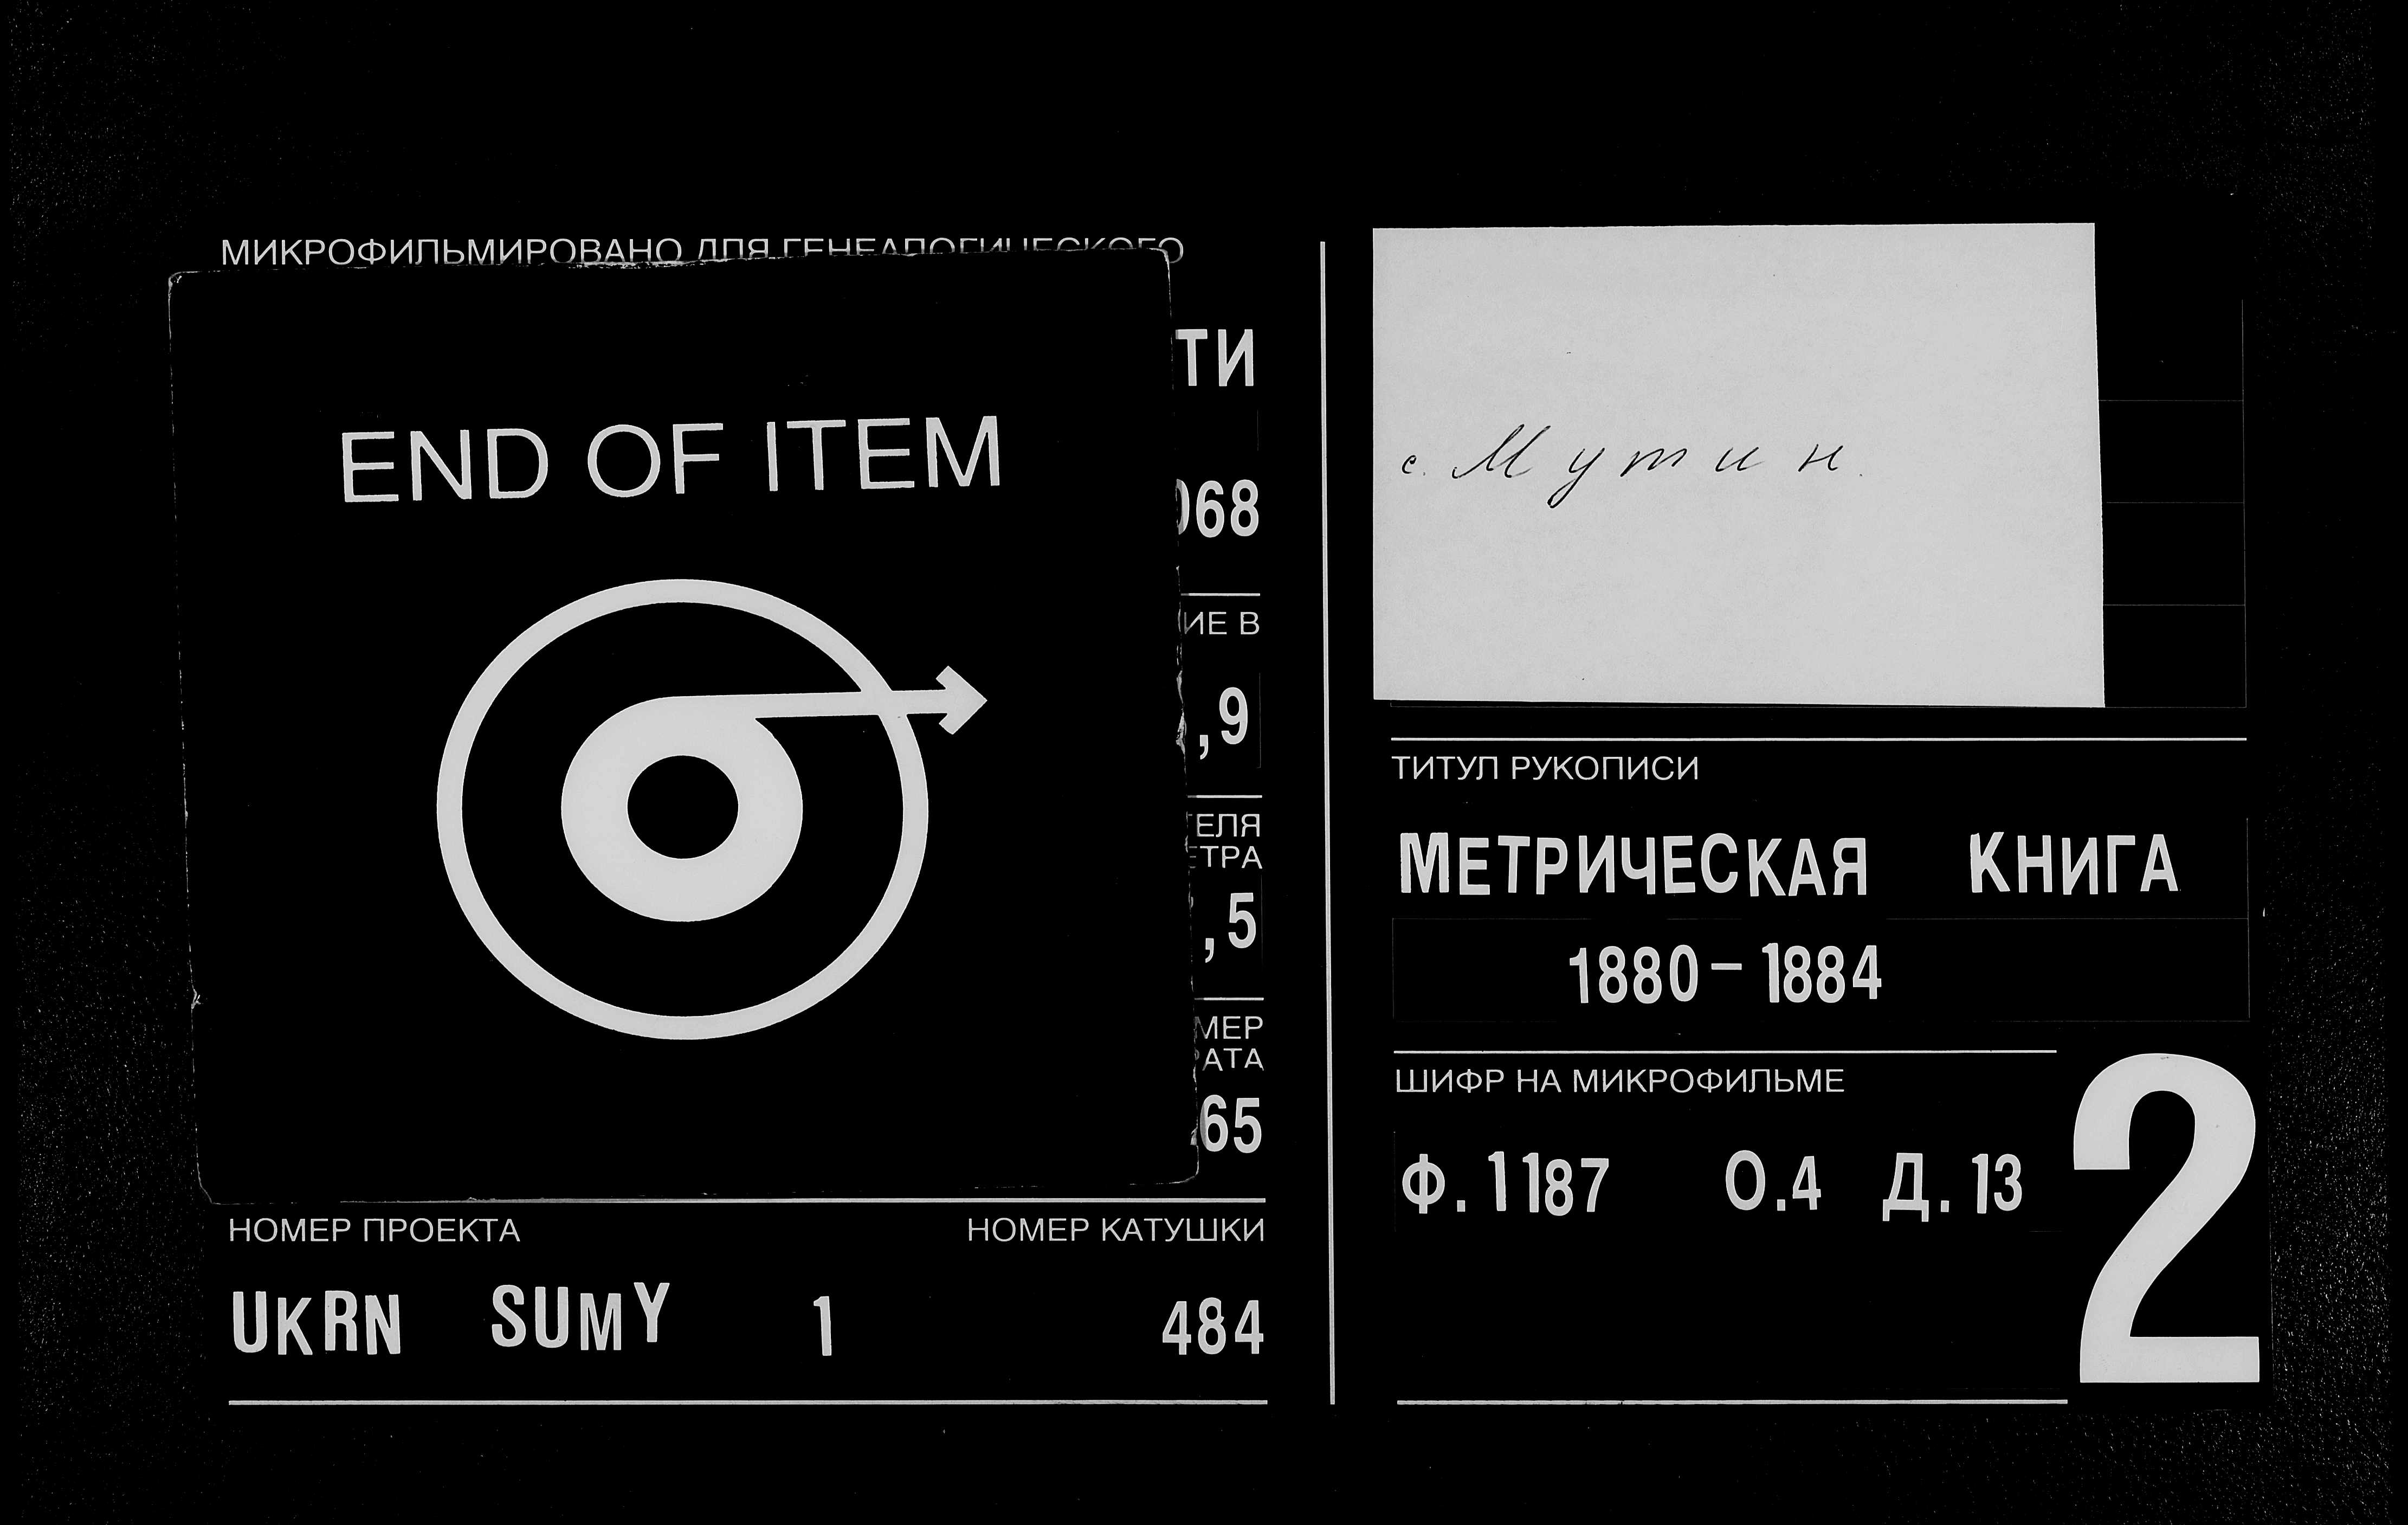 МИКРОФИЛЬМИРОВАНО ДЛЯ ГЕНЕАЛОГИЧЕСКОГО
END OF ITEM
ТИ
068
ИЕ В
,9
ЕЛЯ
ЕТРА
,5
МЕР
АТА
65
НОМЕР ПРОЕКТА НОМЕР КАТУШКИ
UKRN SUMY 1 484
с. Мутин.
ТИТУЛ РУКОПИСИ
МЕТРИЧЕСКАЯ КНИГА
1880-1884
ШИФР НА МИКРОФИЛЬМЕ
Ф. 1187 О.4 Д. 13
2